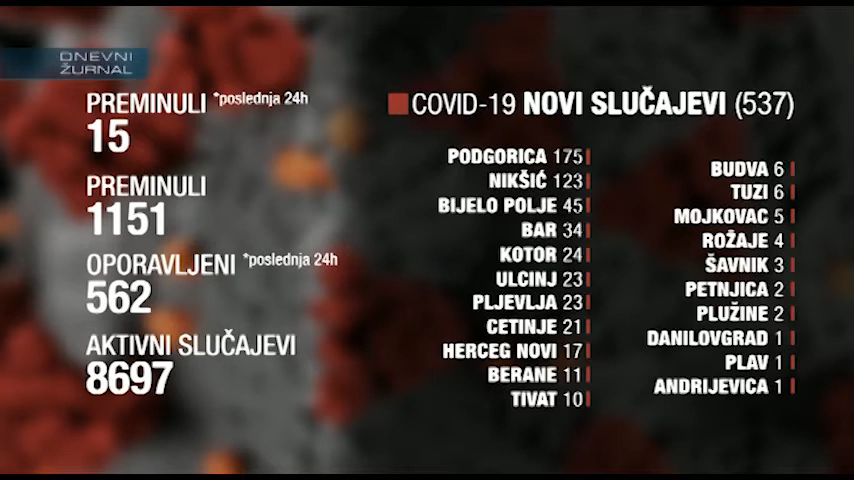 DNEVNI
ŽURNAL
PREMINULI *poslednja 24h
15
PREMINULI
1151
OPORAVLJENI *poslednja 24h
562
AKTIVNI SLUČAJEVI
8697
COVID-19 NOVI SLUČAJEVI (537)
PODGORICA 175
NIKŠIĆ 123
BIJELO POLJE 45
BAR 34
KOTOR 24
ULCINJ 23
PLJEVLJA 23
CETINJE 21
HERCEG NOVI 17
BERANE 11
TIVAT 10
BUDVA 6
TUZI 6
MOJKOVAC 5
ROŽAJE 4
ŠAVNIK 3
PETNJICA 2
PLUŽINE 2
DANILOVGRAD 1
PLAV 1
ANDRIJEVICA 1